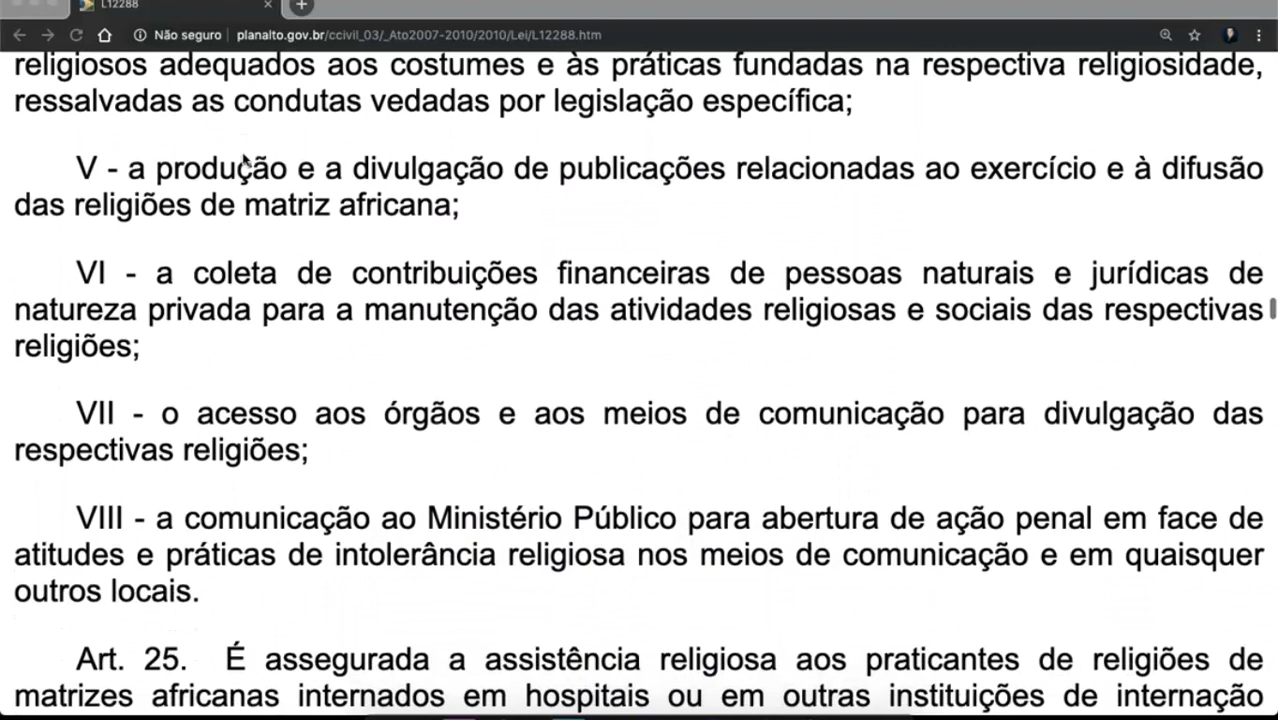 L12288
Não seguro planalto.gov.br/ccivil_03/_Ato2007-2010/2010/Lei/L12288.htm
religiosos adequados aos costumes e às práticas fundadas na respectiva religiosidade,
ressalvadas as condutas vedadas por legislação específica;
V - a produção e a divulgação de publicações relacionadas ao exercício e à difusão
das religiões de matriz africana;
VI - a coleta de contribuições financeiras de pessoas naturais e jurídicas de
natureza privada para a manutenção das atividades religiosas e sociais das respectivas
religiões;
VII - o acesso aos órgãos e aos meios de comunicação para divulgação das
respectivas religiões;
VIII - a comunicação ao Ministério Público para abertura de ação penal em face de
atitudes e práticas de intolerância religiosa nos meios de comunicação e em quaisquer
outros locais.
Art. 25. É assegurada a assistência religiosa aos praticantes de religiões de
matrizes africanas internados em hospitais ou em outras instituições de internação